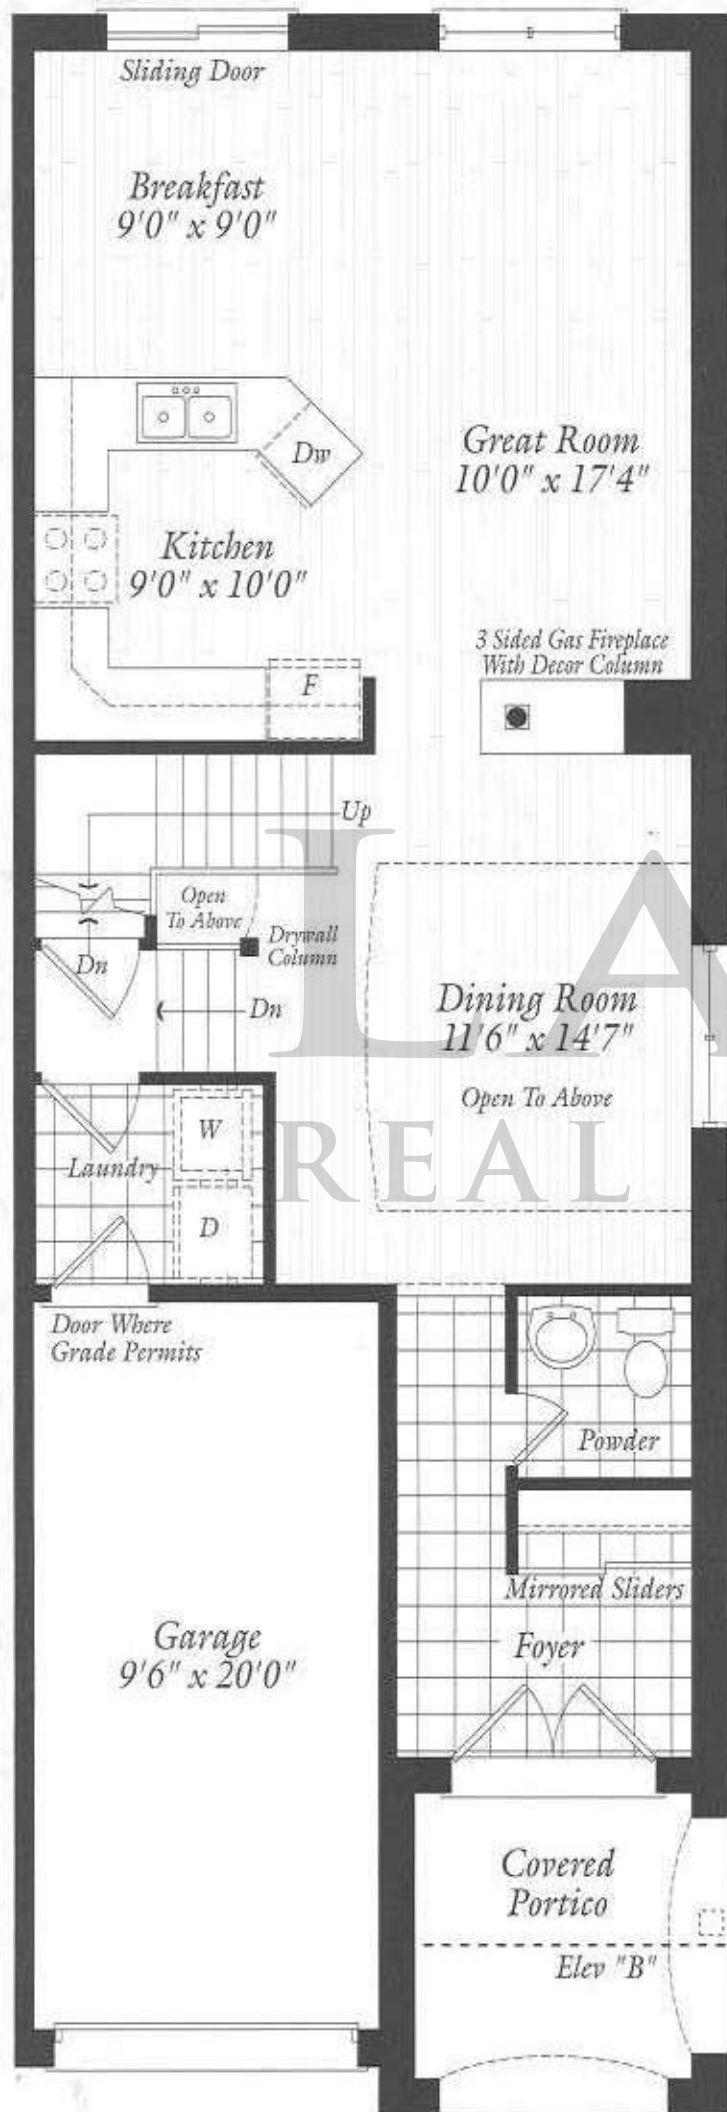 Sliding Door
Breakfast
9'0" x 9'0"
Great Room
10'0" x 17'4"
Dw
Kitchen
9'0" x 10'0"
3 Sided Gas Fireplace
With Decor Column
F
Up
Open
To Above
Drywall
Column
Dn
Dn
Dining Room
11'6" x 14'7"
Open To Above
LA
REAL
W
Laundry
D
Door Where
Grade Permits
Powder
Mirrored Sliders
Foyer
Garage
9'6" x 20'0"
Covered
Portico
Elev "B"